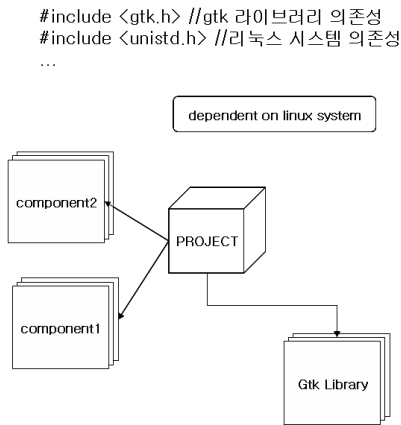 #include <gtk.h> //gtk 라이브러리 의존성
#include <unistd.h> //리눅스 시스템 의존성
...
dependent on linux system
component2
PROJECT
component1
Gtk Library